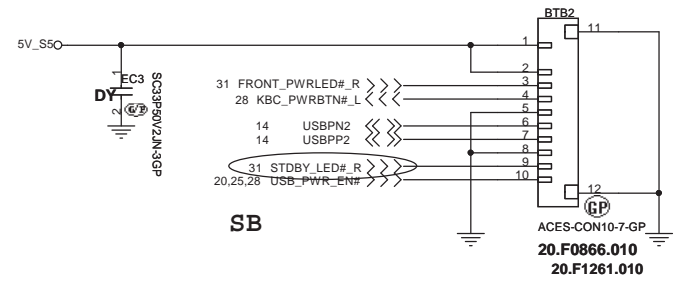 BTB2
11
5V_S5
1
2
31 FRONT_PWRLED#_R
3
28 KBC_PWRBTN#_L
4
5
14 USBPN2
6
14 USBPP2
7
8
31 STDBY_LED#_R
9
20,25,28 USB_PWR_EN#
10
12
1
EC3
DY
2
G/P
SC33P50V2JN-3GP
SB
GP
ACES-CON10-7-GP
20.F0866.010
20.F1261.010